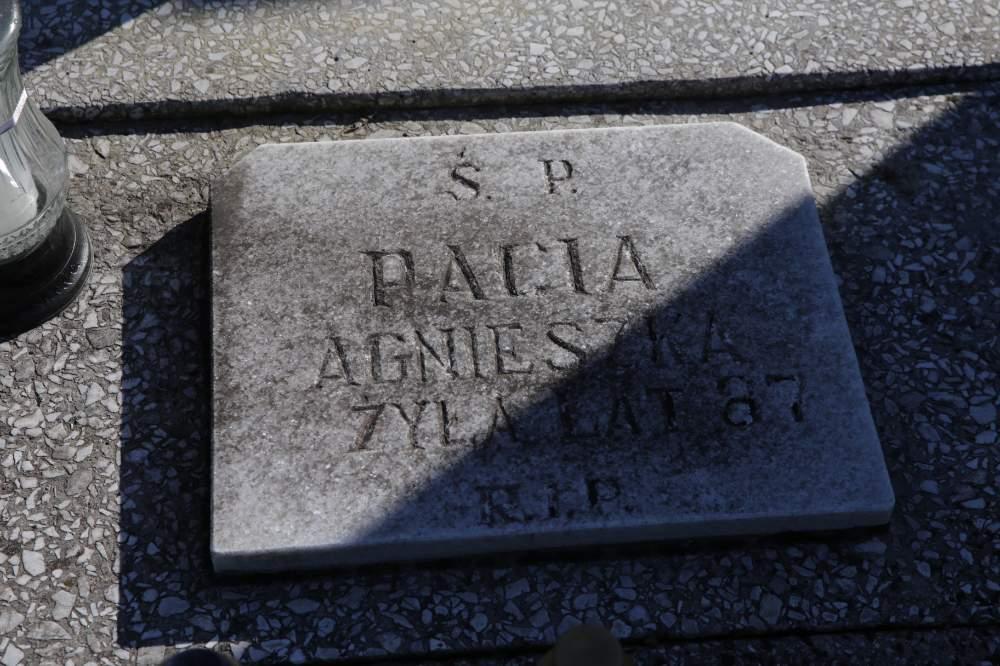 Ś. P.
PACIA
AGNIESZKA
ŻYŁA LAT 87
R.I.P.